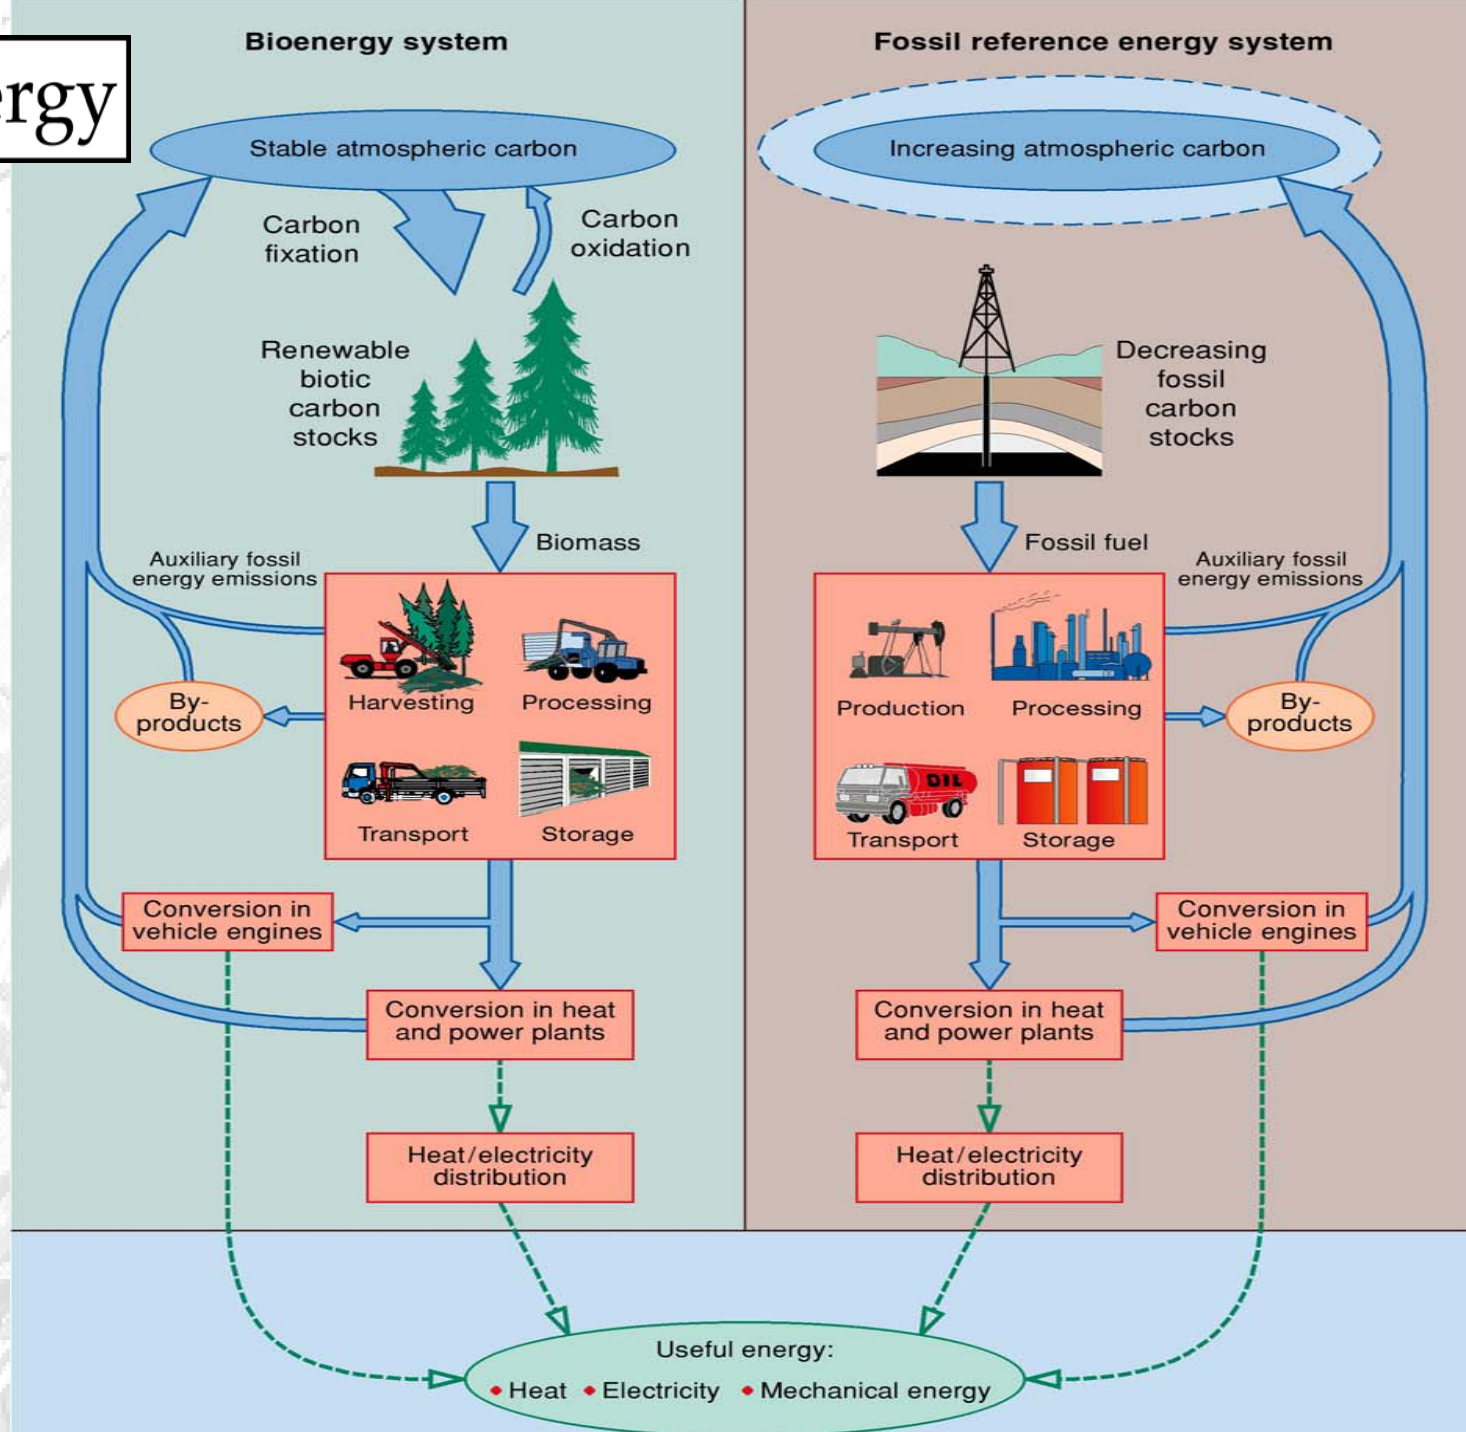 Bioenergy system
Stable atmospheric carbon
Carbon
fixation
Carbon
oxidation
Renewable
biotic
carbon
stocks
Biomass
Auxiliary fossil
energy emissions
Harvesting
Processing
By-
products
Transport
Storage
Conversion in
vehicle engines
Conversion in heat
and power plants
Heat/electricity
distribution
Fossil reference energy system
Increasing atmospheric carbon
Decreasing
fossil
carbon
stocks
Fossil fuel
Auxiliary fossil
energy emissions
Production
Processing
By-
products
OIL
Transport
Storage
Conversion in
vehicle engines
Conversion in heat
and power plants
Heat/electricity
distribution
Useful energy:
Heat
Electricity
Mechanical energy